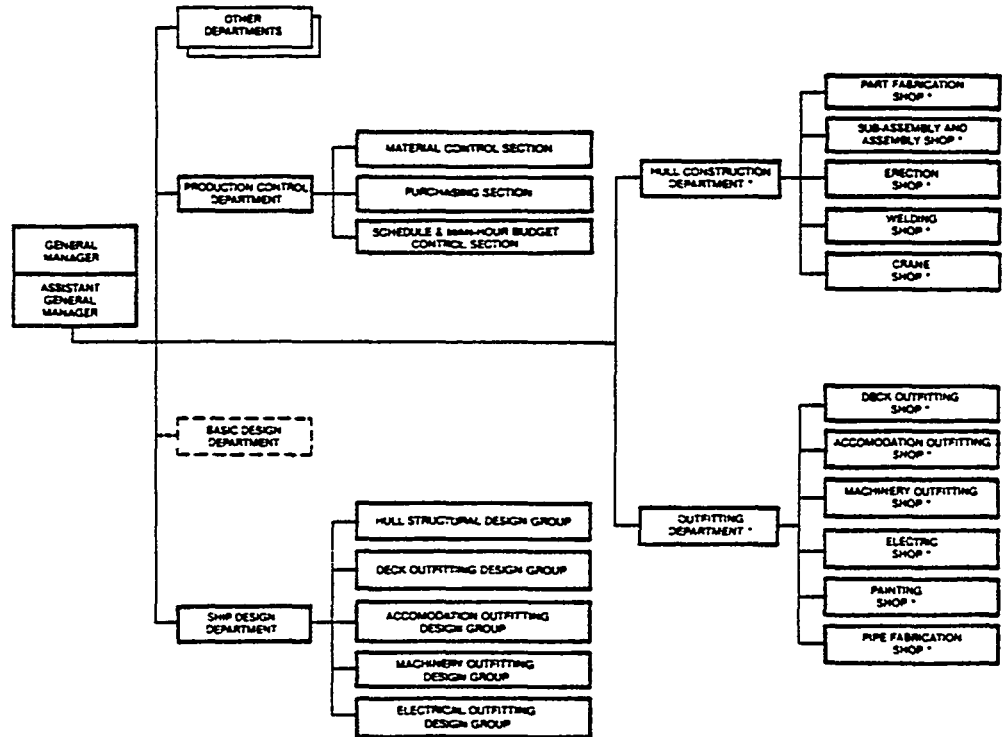 OTHER
DEPARTMENTS
PRODUCTION CONTROL
DEPARTMENT
MATERIAL CONTROL SECTION
PURCHASING SECTION
SCHEDULE & MAN-HOUR BUDGET
CONTROL SECTION
GENERAL
MANAGER
ASSISTANT
GENERAL
MANAGER
BASIC DESIGN
DEPARTMENT
SHIP DESIGN
DEPARTMENT
HULL STRUCTURAL DESIGN GROUP
DECK OUTFITTING DESIGN GROUP
ACCOMODATION OUTFITTING
DESIGN GROUP
MACHINERY OUTFITTING
DESIGN GROUP
ELECTRICAL OUTFITTING
DESIGN GROUP
HULL CONSTRUCTION
DEPARTMENT *
PART FABRICATION
SHOP *
SUB-ASSEMBLY AND
ASSEMBLY SHOP *
ERECTION
SHOP *
WELDING
SHOP *
CRANE
SHOP *
OUTFITTING
DEPARTMENT *
DECK OUTFITTING
SHOP *
ACCOMODATION OUTFITTING
SHOP *
MACHINERY OUTFITTING
SHOP *
ELECTRIC
SHOP *
PAINTING
SHOP *
PIPE FABRICATION
SHOP *